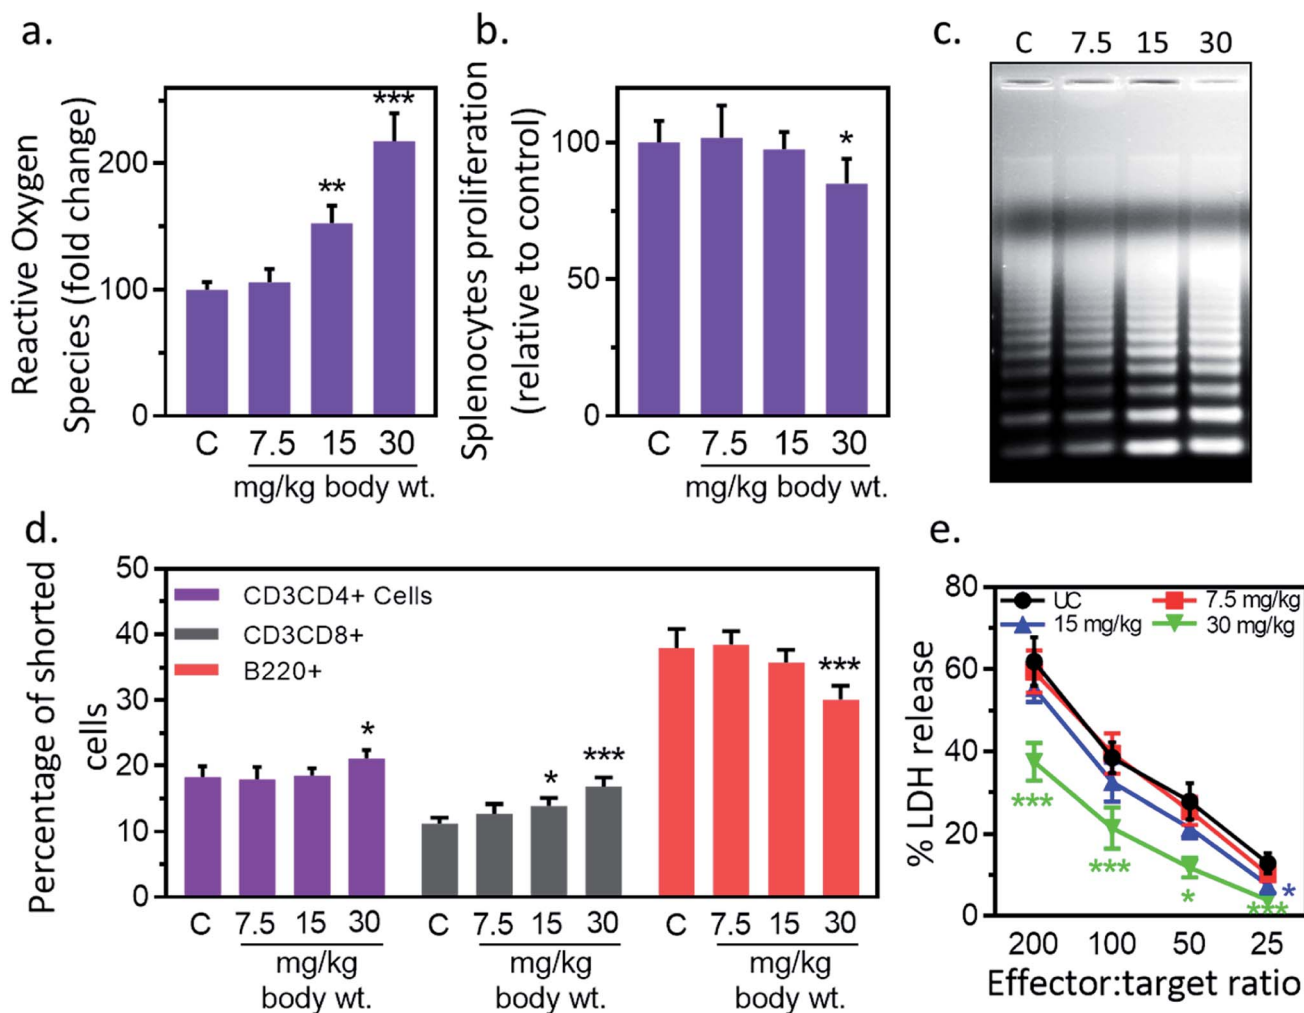 a.
Reactive Oxygen
Species (fold change)
200
100
0
**
***
C 7.5 15 30
mg/kg body wt.
b.
Splenocytes proliferation
(relative to control)
100
50
0
*
C 7.5 15 30
mg/kg body wt.
c.
C 7.5 15 30
d.
Percentage of shorted
cells
50
40
30
20
10
0
CD3CD4+ Cells
CD3CD8+
B220+
*
*
***
***
C 7.5 15 30
mg/kg
body wt.
C 7.5 15 30
mg/kg
body wt.
C 7.5 15 30
mg/kg
body wt.
e.
% LDH release
80
60
40
20
0
UC 7.5 mg/kg
15 mg/kg 30 mg/kg
***
***
*
***
*
200 100 50 25
Effector:target ratio